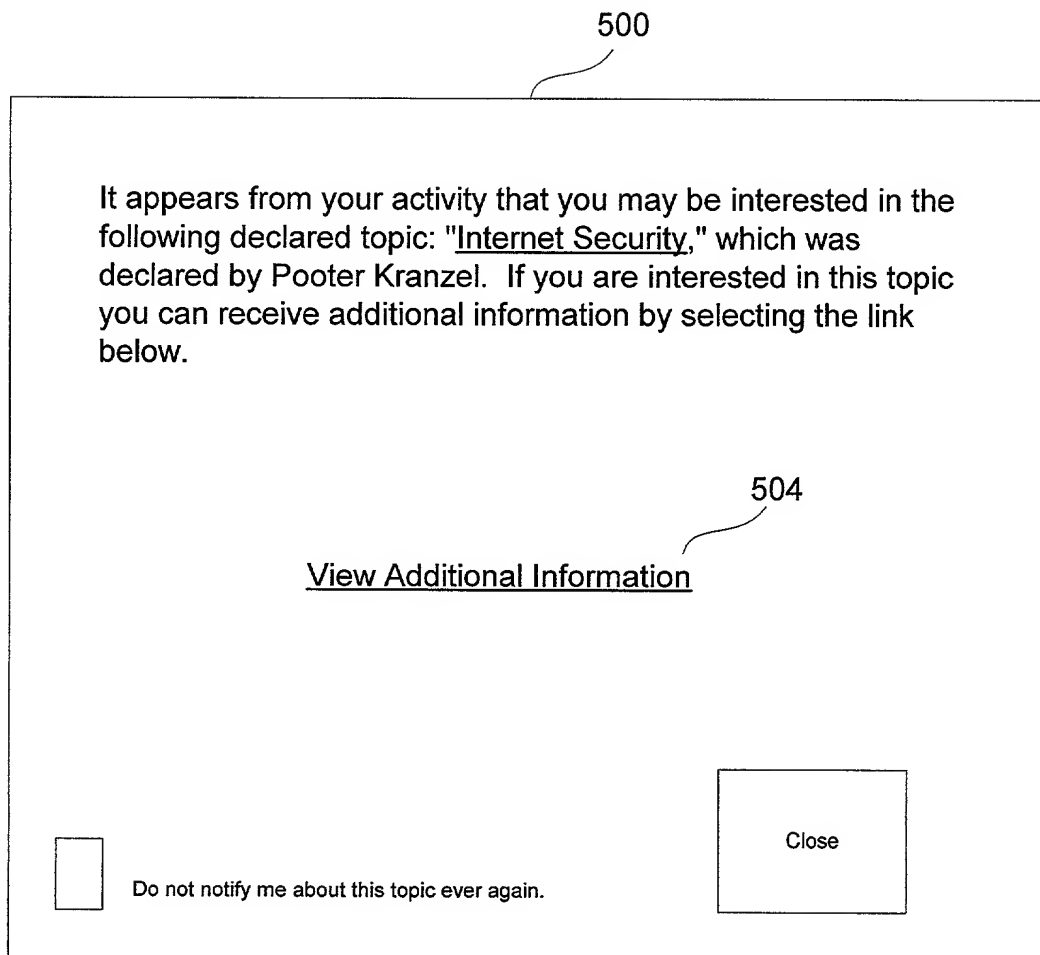 500
It appears from your activity that you may be interested in the
following declared topic: "Internet Security," which was
declared by Pooter Kranzel.  If you are interested in this topic
you can receive additional information by selecting the link
below.
504
View Additional Information
Close
Do not notify me about this topic ever again.